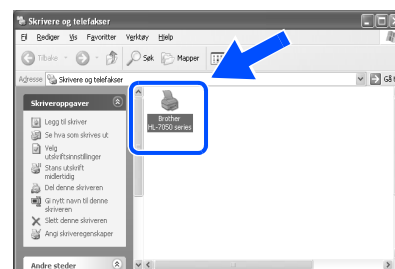 Skrivere og telefakser
Fil Rediger Vis Favoritter Verktøy Hjelp
Tilbake Søk Mapper
Adresse Skrivere og telefakser Gå t
Skriveroppgaver
Legg til skriver
Se hva som skrives ut
Velg
utskriftsinnstillinger
Stans utskrift
midlertidig
Del denne skriveren
Gi nytt navn til denne
skriveren
Slett denne skriveren
Angi skriveregenskaper
Andre steder
Brother
HL-7050 series